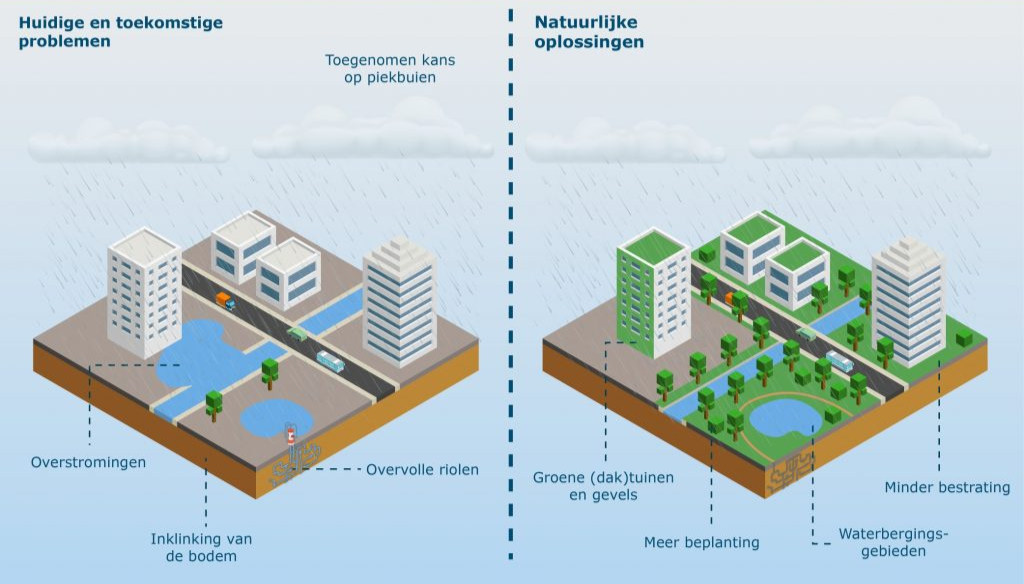 Huidige en toekomstige
problemen
Toegenomen kans
op piekbuien
Overstromingen
Overvolle riolen
Inklinking van
de bodem
Natuurlijke
oplossingen
Groene (dak)tuinen
en gevels
Meer beplanting
Waterbergings-
gebieden
Minder bestrating